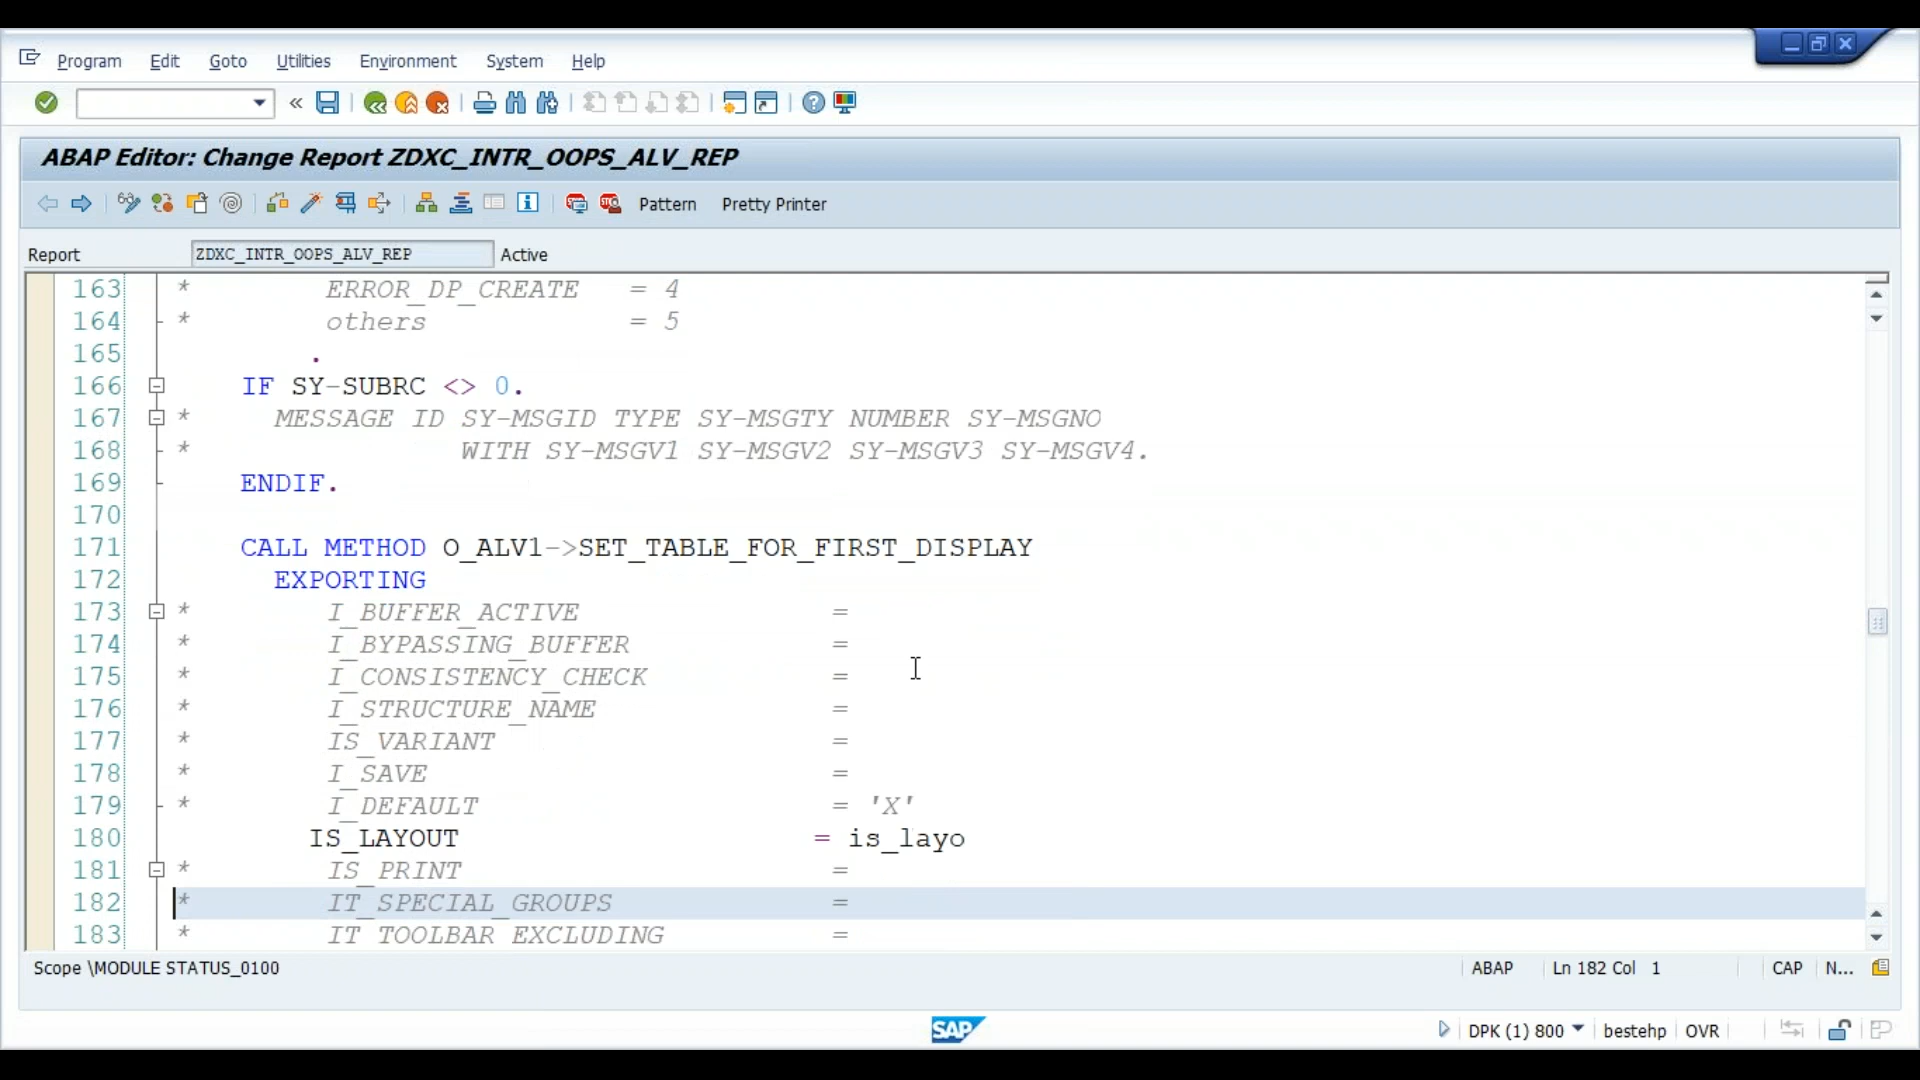 Program Edit Goto Utilities Environment System Help
ABAP Editor: Change Report ZDXC_INTR_OOPS_ALV_REP
Pattern Pretty Printer
Report ZDXC_INTR_OOPS_ALV_REP Active
163 * ERROR_DP_CREATE = 4
164 * others = 5
165 .
166 IF SY-SUBRC <> 0.
167 * MESSAGE ID SY-MSGID TYPE SY-MSGTY NUMBER SY-MSGNO
168 * WITH SY-MSGV1 SY-MSGV2 SY-MSGV3 SY-MSGV4.
169 ENDIF.
170
171 CALL METHOD O_ALV1->SET_TABLE_FOR_FIRST_DISPLAY
172 EXPORTING
173 * I_BUFFER_ACTIVE =
174 * I_BYPASSING_BUFFER =
175 * I_CONSISTENCY_CHECK =
176 * I_STRUCTURE_NAME =
177 * IS_VARIANT =
178 * I_SAVE =
179 * I_DEFAULT = 'X'
180 IS_LAYOUT = is_layo
181 * IS_PRINT =
182 * IT_SPECIAL_GROUPS =
183 * IT_TOOLBAR_EXCLUDING =
Scope \MODULE STATUS_0100 ABAP Ln 182 Col 1 CAP N...
SAP DPK (1) 800 bestehp OVR